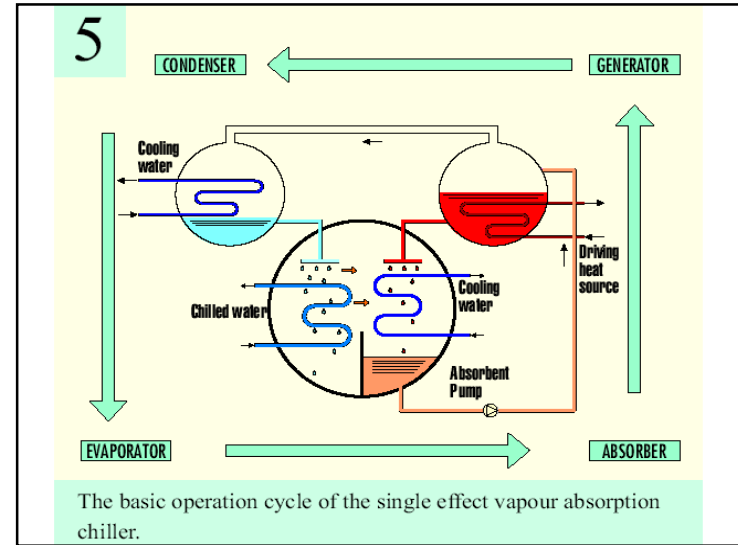 5
CONDENSER
GENERATOR
Cooling
water
Driving
heat
source
Chilled water
Cooling
water
Absorbent
Pump
EVAPORATOR
ABSORBER
The basic operation cycle of the single effect vapour absorption
chiller.